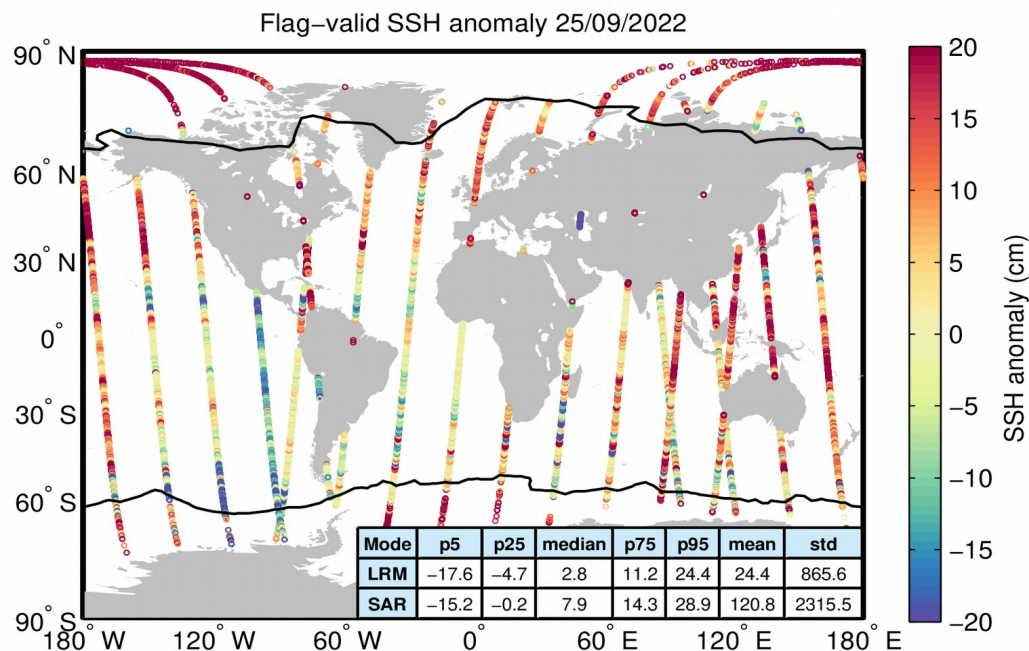 Flag−valid SSH anomaly 25/09/2022
90° N
60° N
30° N
0°
30° S
60° S
90° S
180° W
120° W
60° W
0°
60° E
120° E
180° E
Mode p5 p25 median p75 p95 mean std
LRM −17.6 −4.7 2.8 11.2 24.4 24.4 865.6
SAR −15.2 −0.2 7.9 14.3 28.9 120.8 2315.5
20
15
10
5
0
−5
−10
−15
−20
SSH anomaly (cm)